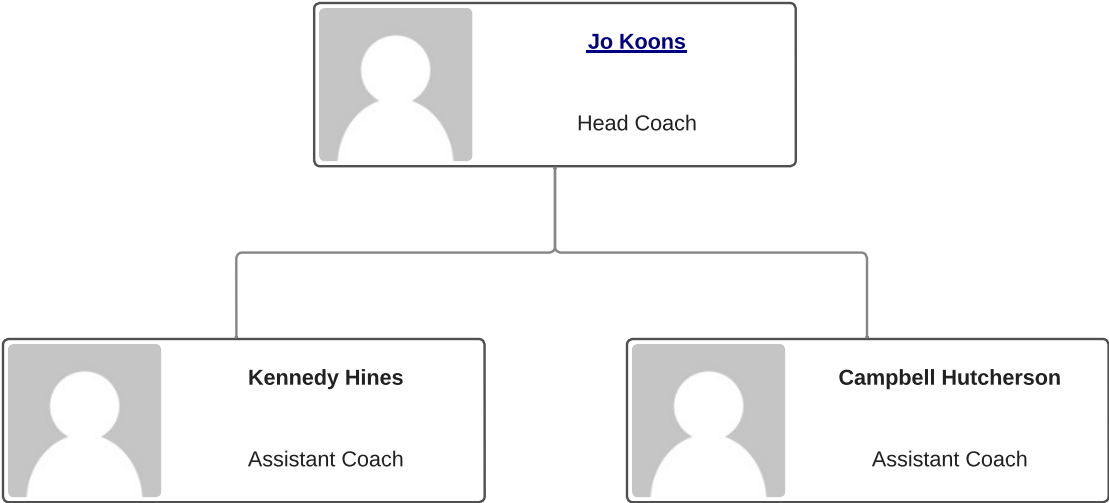 Jo Koons
Head Coach
Kennedy Hines
Assistant Coach
Campbell Hutcherson
Assistant Coach